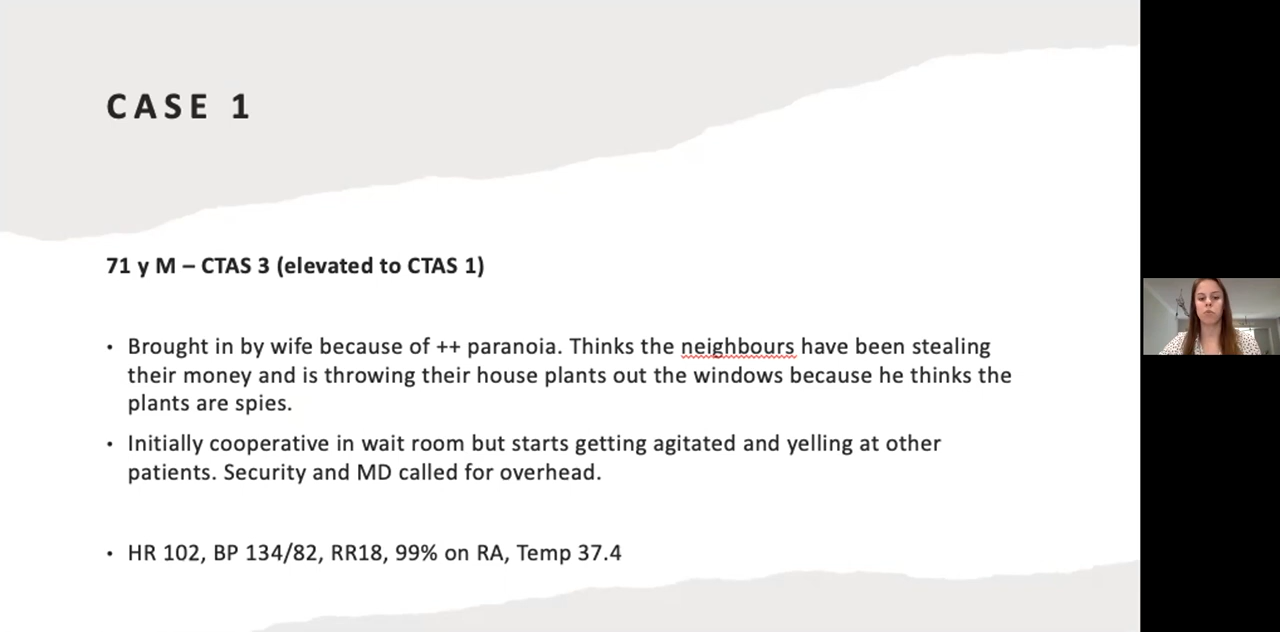 CASE 1
71 y M – CTAS 3 (elevated to CTAS 1)
• Brought in by wife because of ++ paranoia. Thinks the neighbours have been stealing
their money and is throwing their house plants out the windows because he thinks the
plants are spies.
• Initially cooperative in wait room but starts getting agitated and yelling at other
patients. Security and MD called for overhead.
• HR 102, BP 134/82, RR18, 99% on RA, Temp 37.4